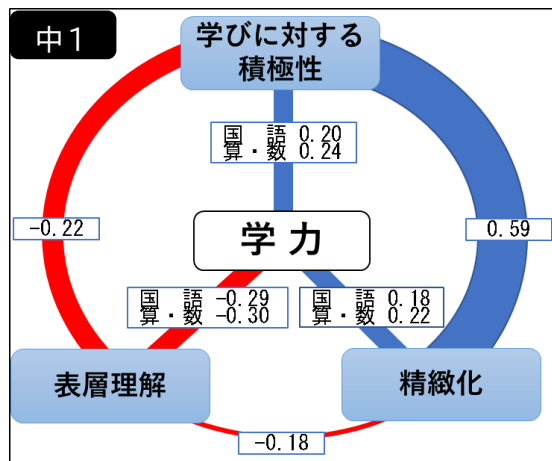 中1
学びに対する
積極性
国　語 0.20
算・数 0.24
-0.22
学 力
0.59
国　語 -0.29
算・数 -0.30
国　語 0.18
算・数 0.22
表層理解
精緻化
-0.18